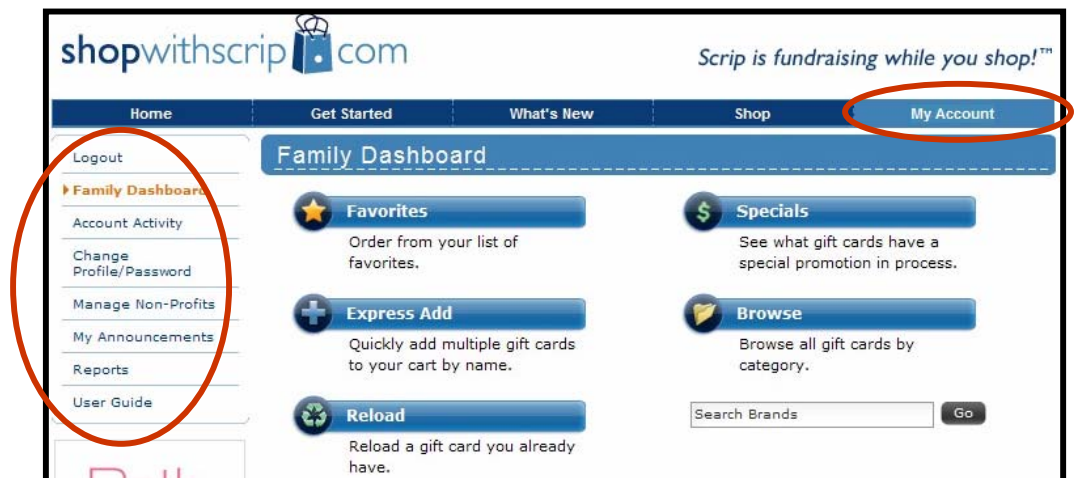 shopwithscrip com
Scrip is fundraising while you shop!™
Home
Get Started
What's New
Shop
My Account
Logout
Family Dashboard
Account Activity
Change
Profile/Password
Manage Non-Profits
My Announcements
Reports
User Guide
Family Dashboard
Favorites
Order from your list of
favorites.
Express Add
Quickly add multiple gift cards
to your cart by name.
Reload
Reload a gift card you already
have.
Specials
See what gift cards have a
special promotion in process.
Browse
Browse all gift cards by
category.
Search Brands
Go